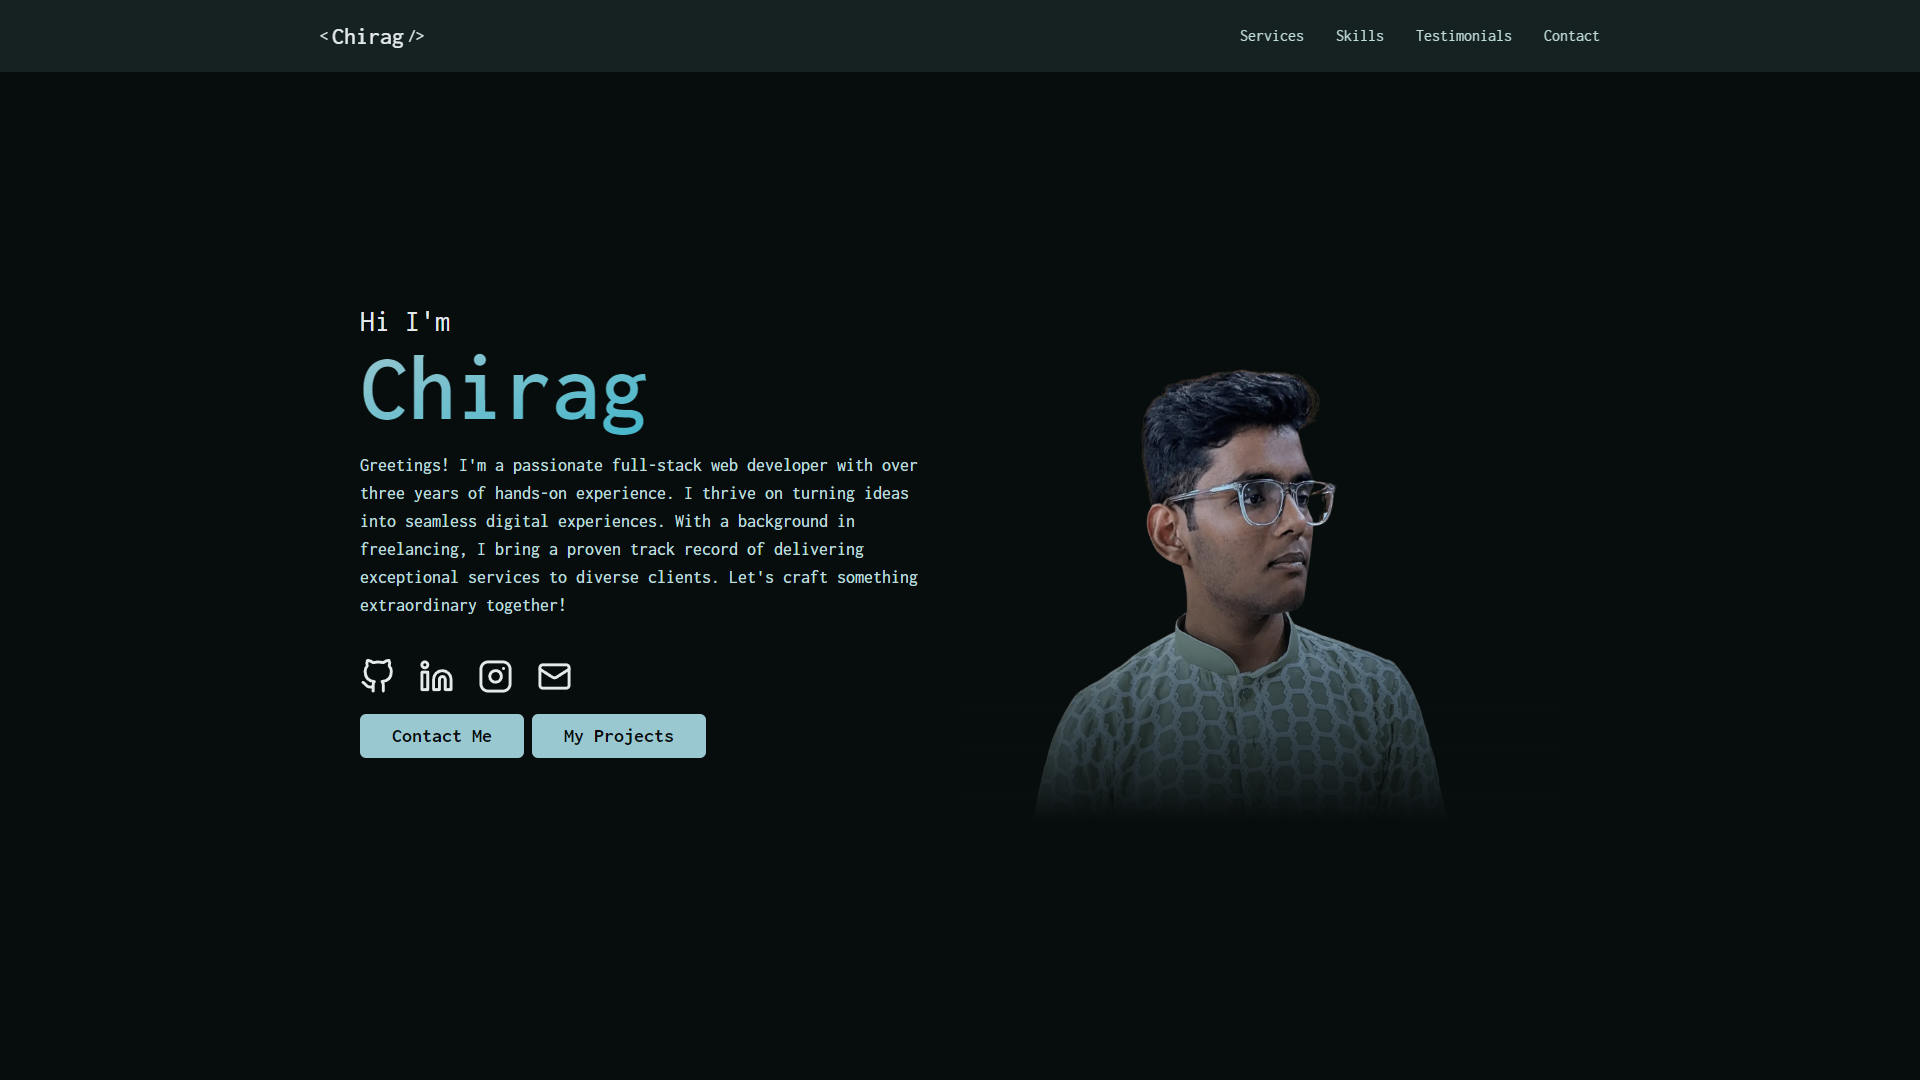 <Chirag/>
Services
Skills
Testimonials
Contact
Hi I'm
Chirag
Greetings! I'm a passionate full-stack web developer with over
three years of hands-on experience. I thrive on turning ideas
into seamless digital experiences. With a background in
freelancing, I bring a proven track record of delivering
exceptional services to diverse clients. Let's craft something
extraordinary together!
Contact Me
My Projects